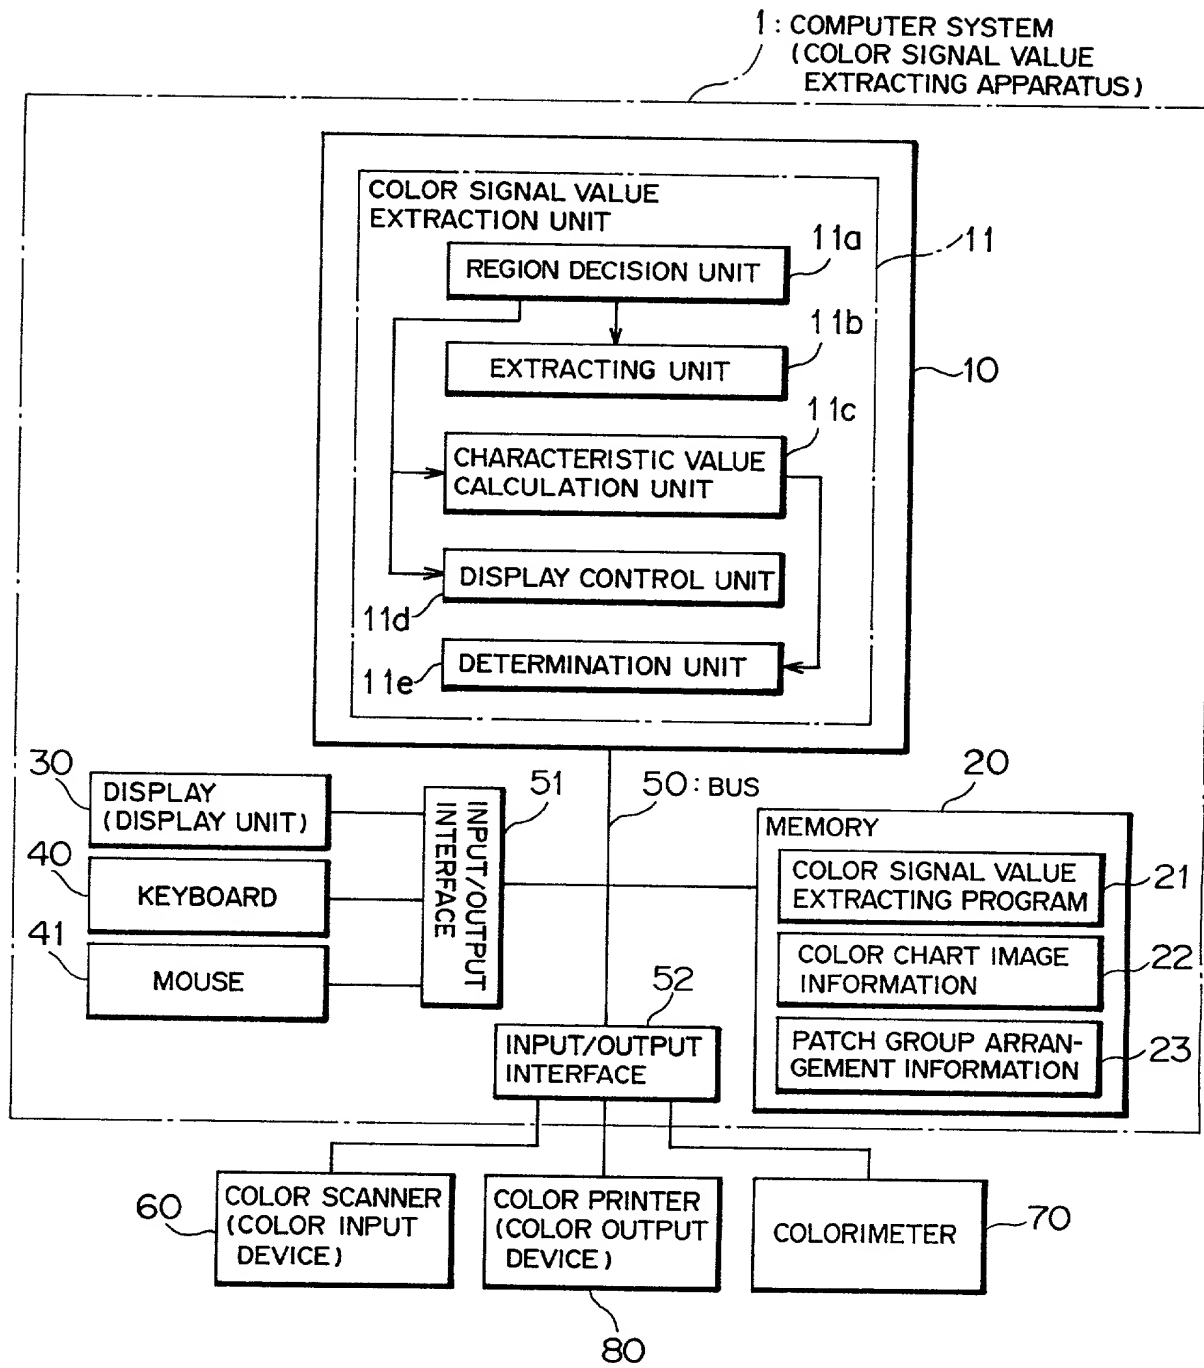 1 : COMPUTER SYSTEM
(COLOR SIGNAL VALUE
EXTRACTING APPARATUS)
COLOR SIGNAL VALUE
EXTRACTION UNIT
11
11a
REGION DECISION UNIT
11b
EXTRACTING UNIT
10
11c
CHARACTERISTIC VALUE
CALCULATION UNIT
DISPLAY CONTROL UNIT
11d
DETERMINATION UNIT
11e
30
DISPLAY
(DISPLAY UNIT)
40
KEYBOARD
41
MOUSE
51
INPUT/OUTPUT
INTERFACE
50 : BUS
20
MEMORY
COLOR SIGNAL VALUE
EXTRACTING PROGRAM
21
COLOR CHART IMAGE
INFORMATION
22
PATCH GROUP ARRAN-
GEMENT INFORMATION
23
52
INPUT/OUTPUT
INTERFACE
60
COLOR SCANNER
(COLOR INPUT
DEVICE)
COLOR PRINTER
(COLOR OUTPUT
DEVICE)
80
COLORIMETER
70